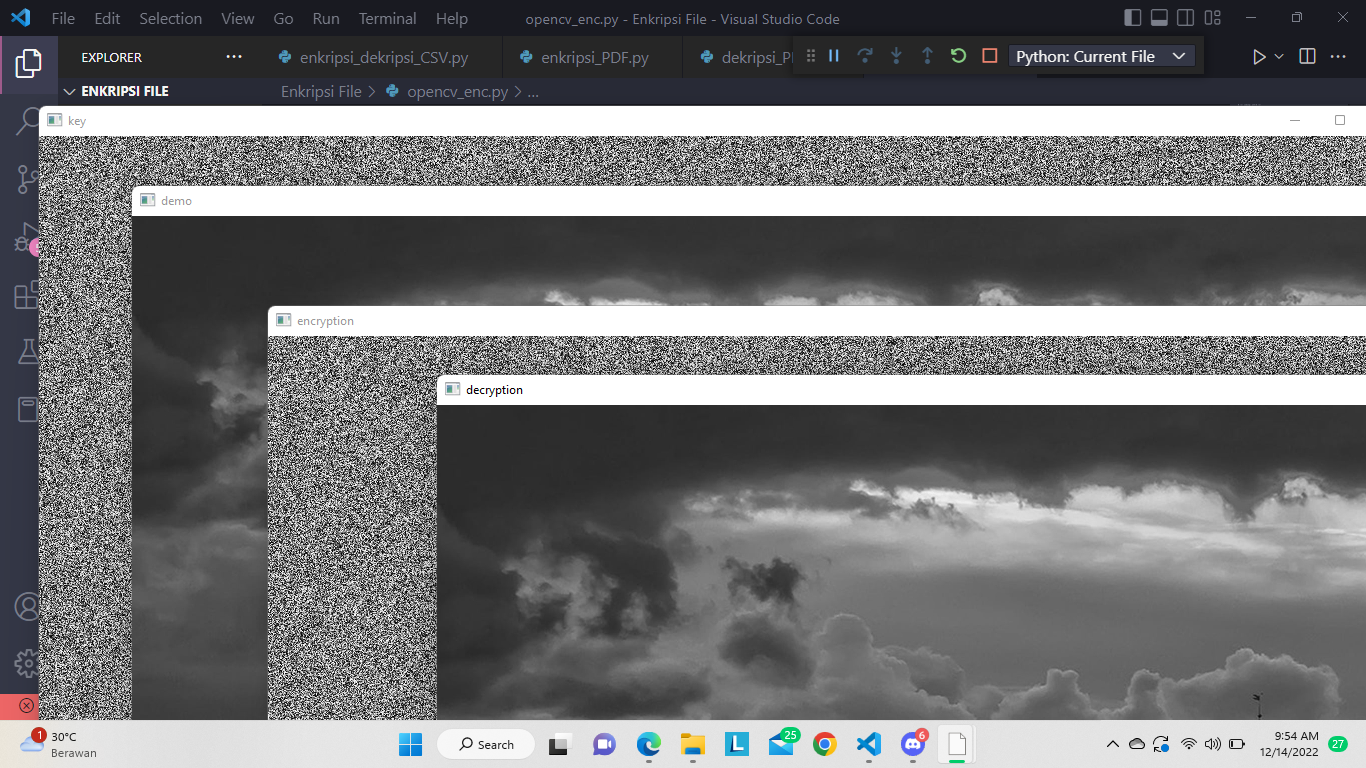 File Edit Selection View Go Run Terminal Help opencv_enc.py - Enkripsi File - Visual Studio Code
EXPLORER ··· enkripsi_dekripsi_CSV.py enkripsi_PDF.py Python: Current File
ENKRIPSI FILE Enkripsi File > opencv_enc.py > ...
key
demo
encryption
decryption
1 30°C
Berawan
Search
25
6
9:54 AM
12/14/2022
27